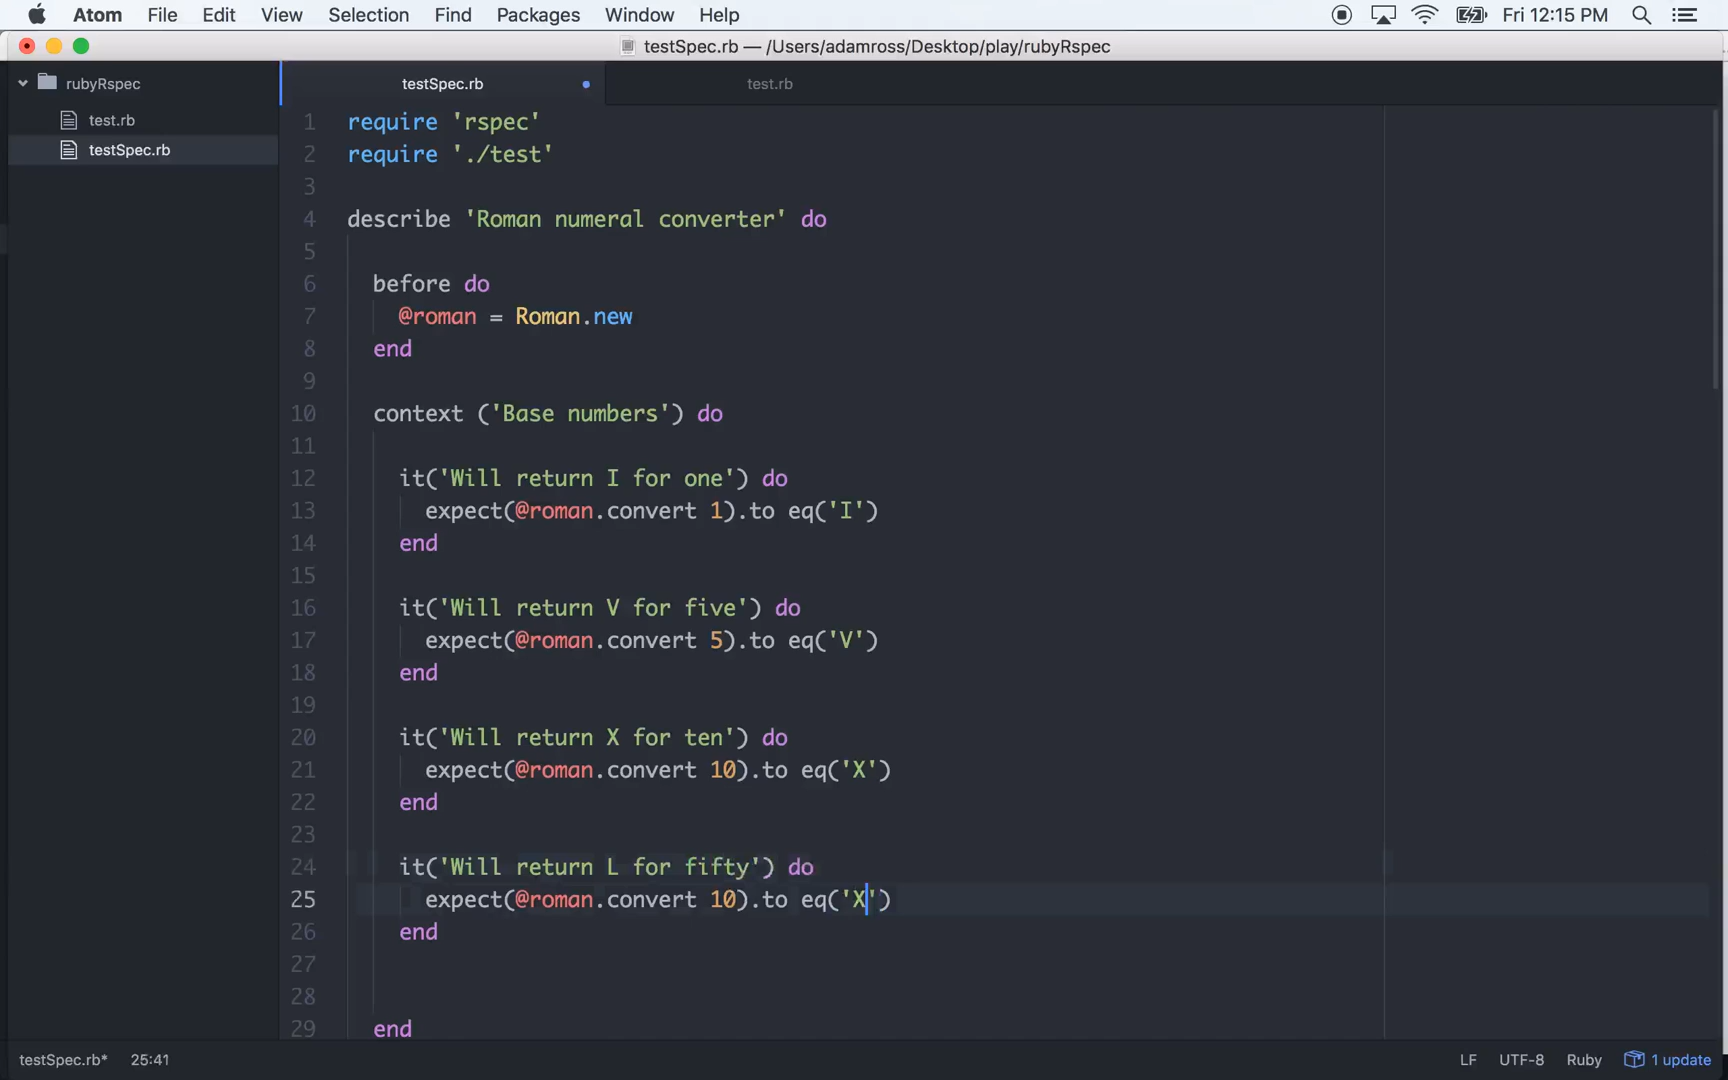 Atom File Edit View Selection Find Packages Window Help Fri 12:15 PM
testSpec.rb — /Users/adamross/Desktop/play/rubyRspec
rubyRspec
test.rb
testSpec.rb
testSpec.rb test.rb
1 require 'rspec'
2 require './test'
3
4 describe 'Roman numeral converter' do
5
6 before do
7 @roman = Roman.new
8 end
9
10 context ('Base numbers') do
11
12 it('Will return I for one') do
13 expect(@roman.convert 1).to eq('I')
14 end
15
16 it('Will return V for five') do
17 expect(@roman.convert 5).to eq('V')
18 end
19
20 it('Will return X for ten') do
21 expect(@roman.convert 10).to eq('X')
22 end
23
24 it('Will return L for fifty') do
25 expect(@roman.convert 10).to eq('X')
26 end
27
28
29 end
testSpec.rb* 25:41 LF UTF-8 Ruby 1 update